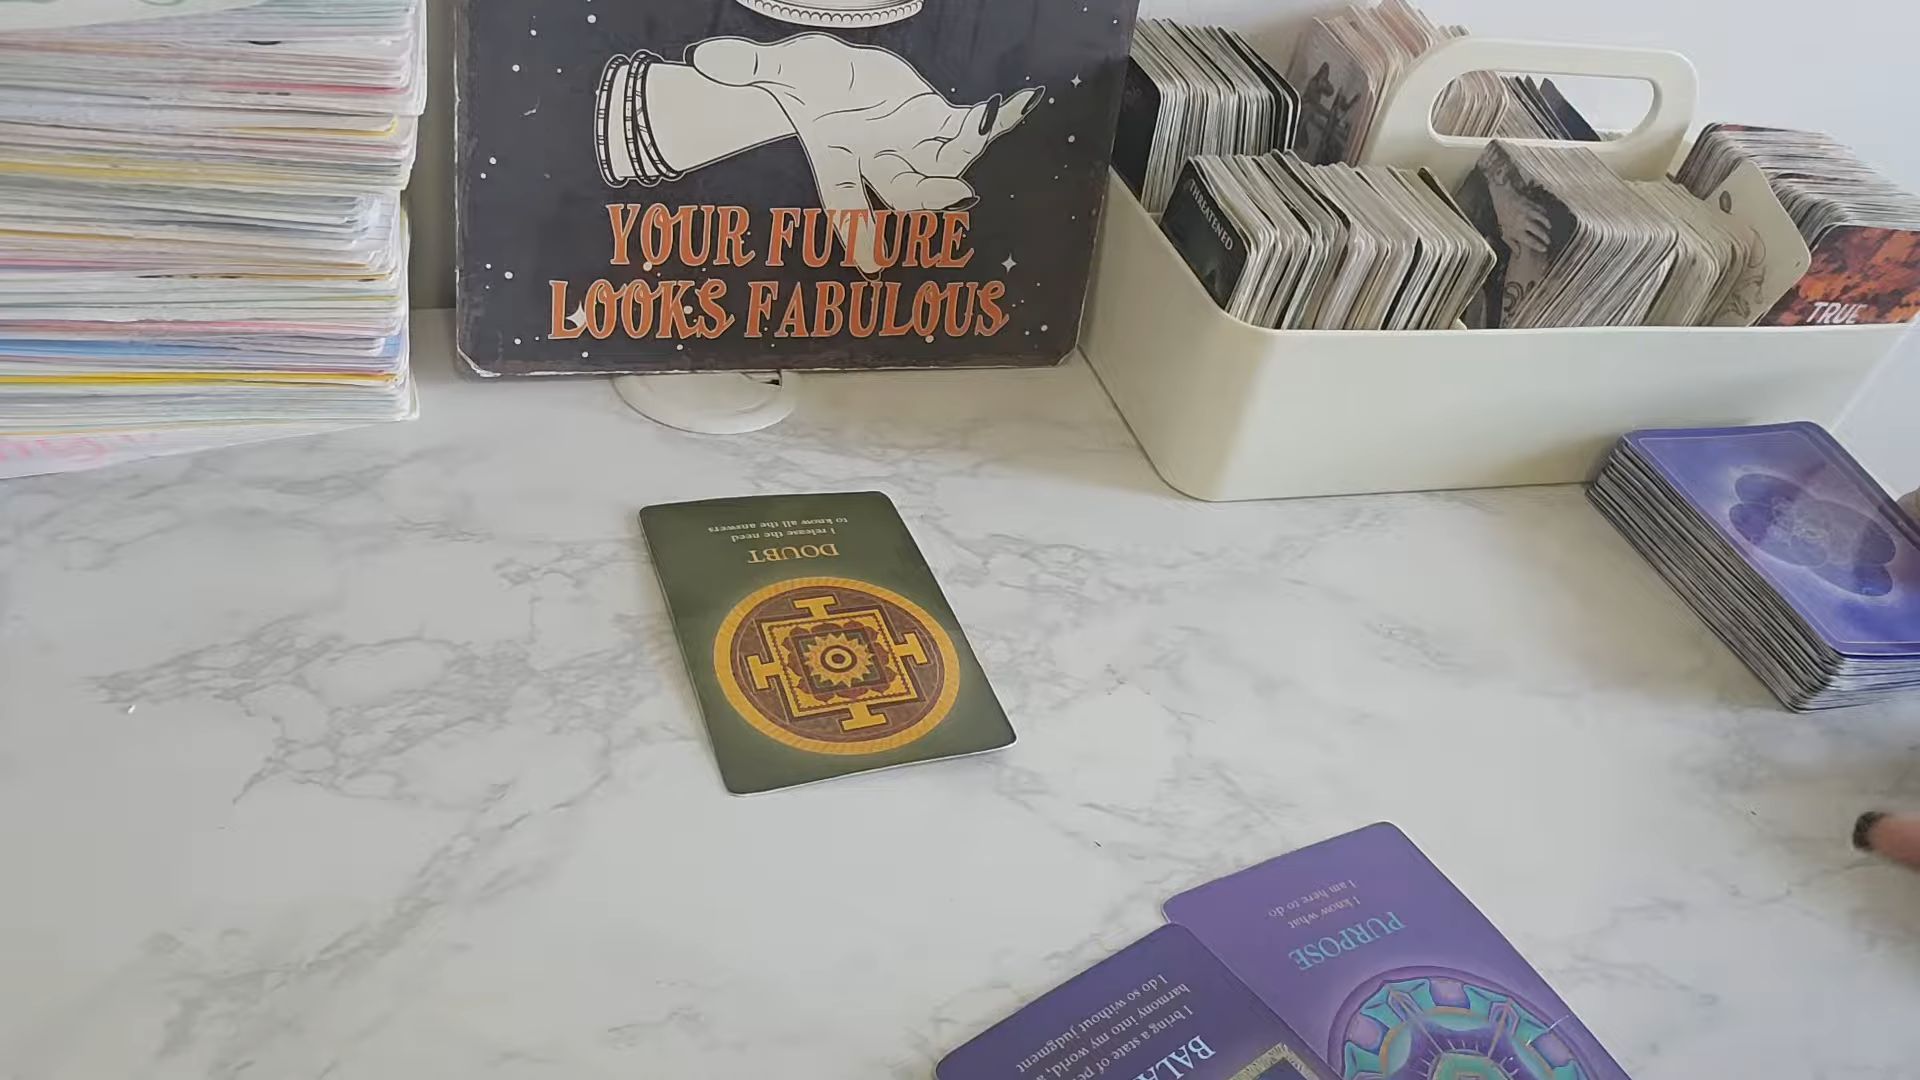 YOUR FUTURE
LOOKS FABULOUS
THREATENED
TRUE
DOUBT
I release the need
to know all the answers
PURPOSE
I know what
I am here to do
BALA
I bring a state of pe
harmony into my world,
I do so without judgment